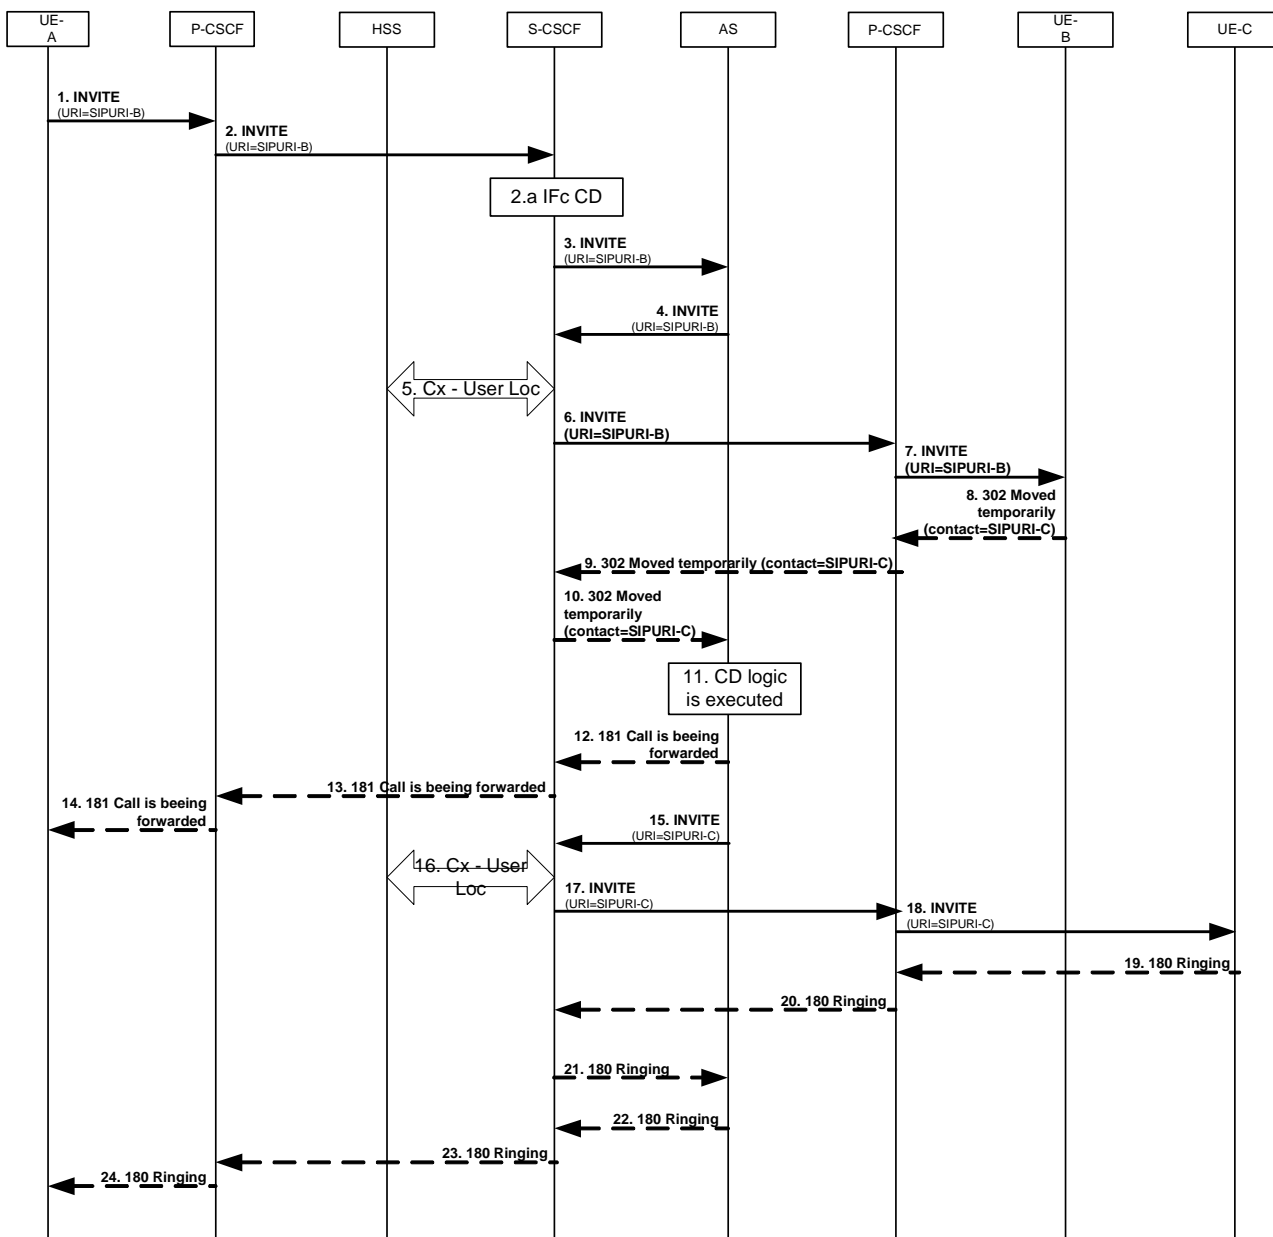 UE-
A
P-CSCF
HSS
S-CSCF
AS
P-CSCF
UE-
B
UE-C
1. INVITE
(URI=SIPURI-B)
2. INVITE
(URI=SIPURI-B)
2.a IFc CD
3. INVITE
(URI=SIPURI-B)
4. INVITE
(URI=SIPURI-B)
5. Cx - User Loc
6. INVITE
(URI=SIPURI-B)
7. INVITE
(URI=SIPURI-B)
8. 302 Moved
temporarily
(contact=SIPURI-C)
9. 302 Moved temporarily (contact=SIPURI-C)
10. 302 Moved
temporarily
(contact=SIPURI-C)
11. CD logic
is executed
12. 181 Call is beeing
forwarded
13. 181 Call is beeing forwarded
14. 181 Call is beeing
forwarded
15. INVITE
(URI=SIPURI-C)
16. Cx - User
Loc
17. INVITE
(URI=SIPURI-C)
18. INVITE
(URI=SIPURI-C)
19. 180 Ringing
20. 180 Ringing
21. 180 Ringing
22. 180 Ringing
23. 180 Ringing
24. 180 Ringing